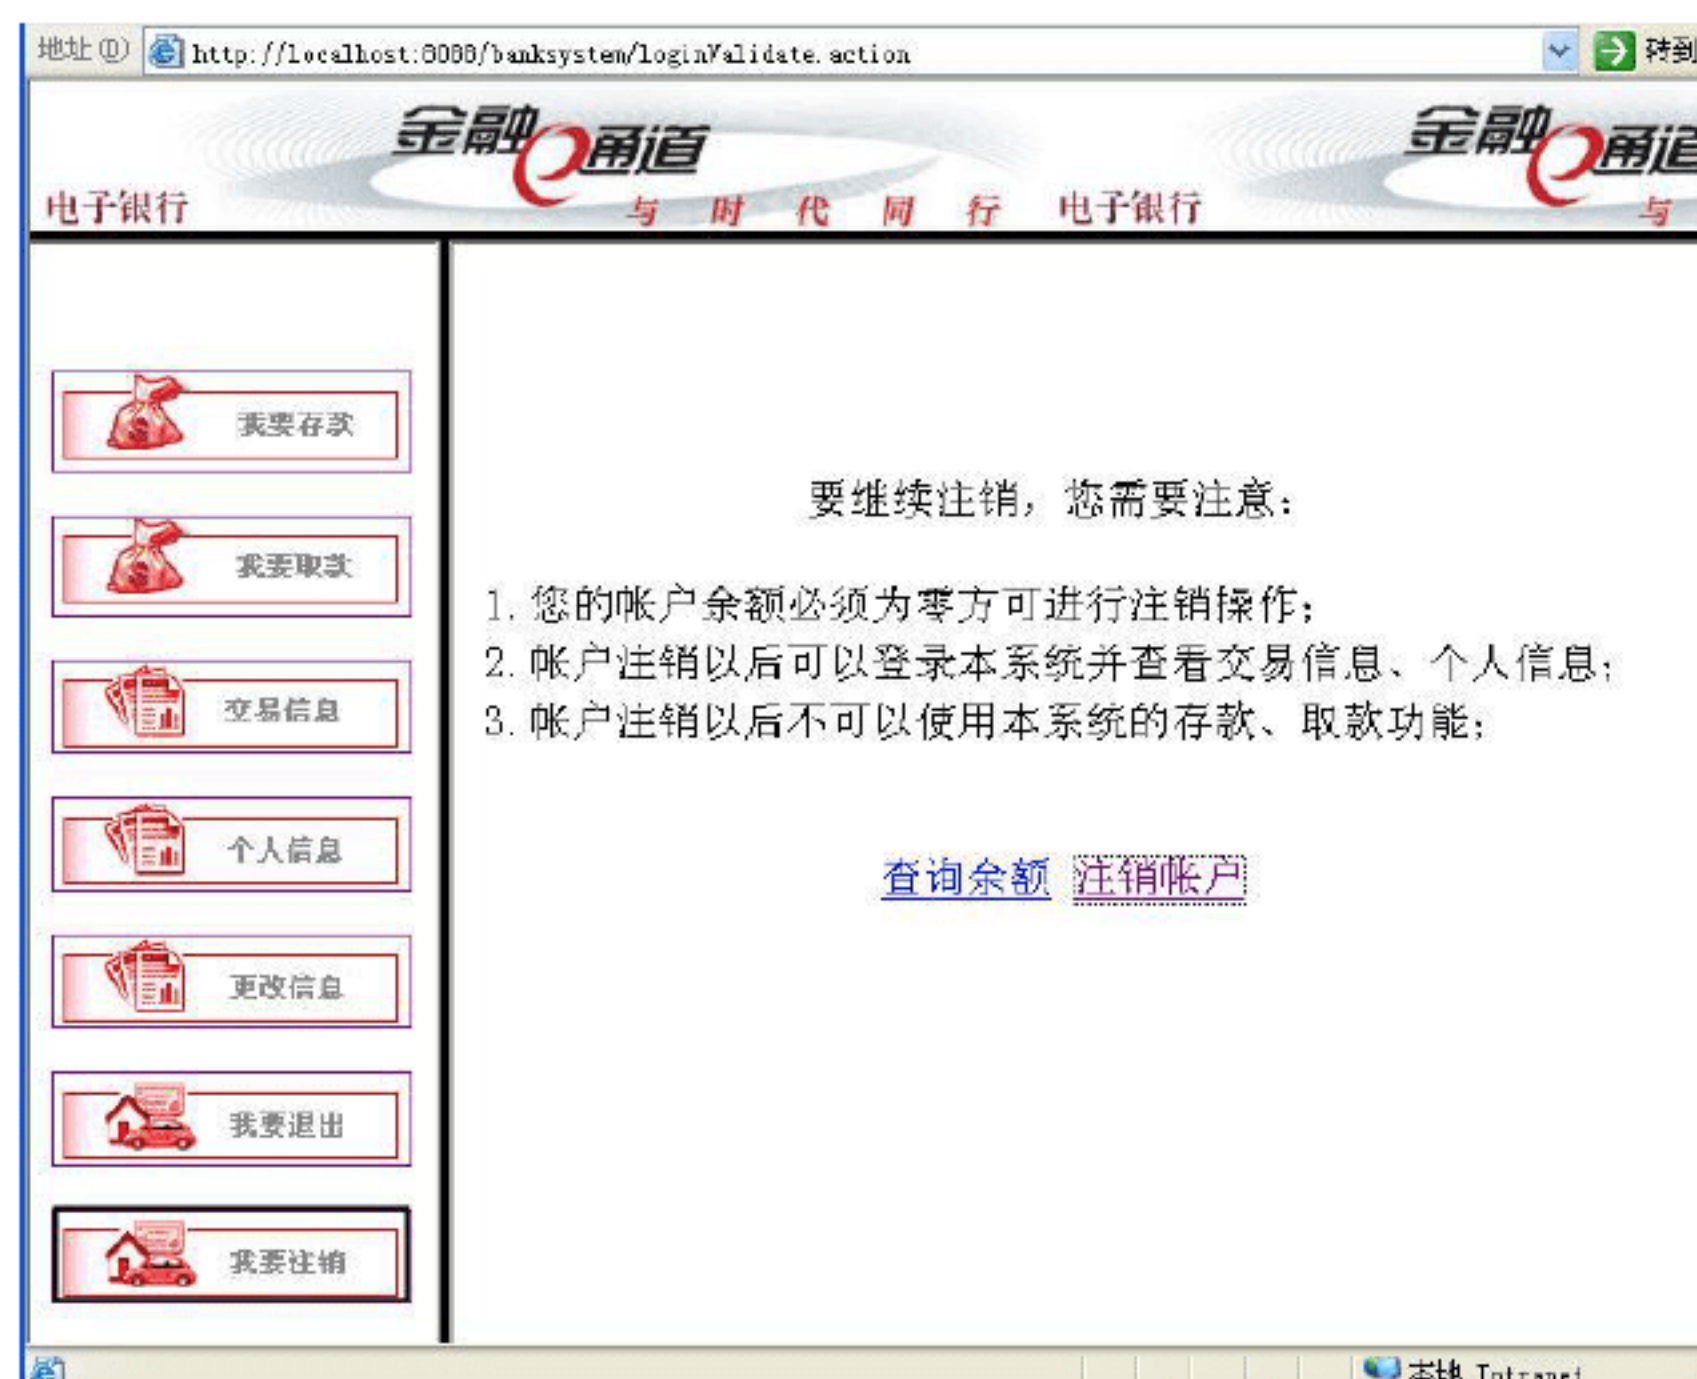 地址(D) http://localhost:8088/banksystem/loginValidate.action 转到
金融e通道 金融e通道
电子银行 与时代同行 电子银行 与
我要存款
我要取款
交易信息
个人信息
更改信息
我要退出
我要注销
要继续注销，您需要注意：
1. 您的帐户余额必须为零方可进行注销操作；
2. 帐户注销以后可以登录本系统并查看交易信息、个人信息；
3. 帐户注销以后不可以使用本系统的存款、取款功能；
查询余额 注销帐户
本地 Intranet